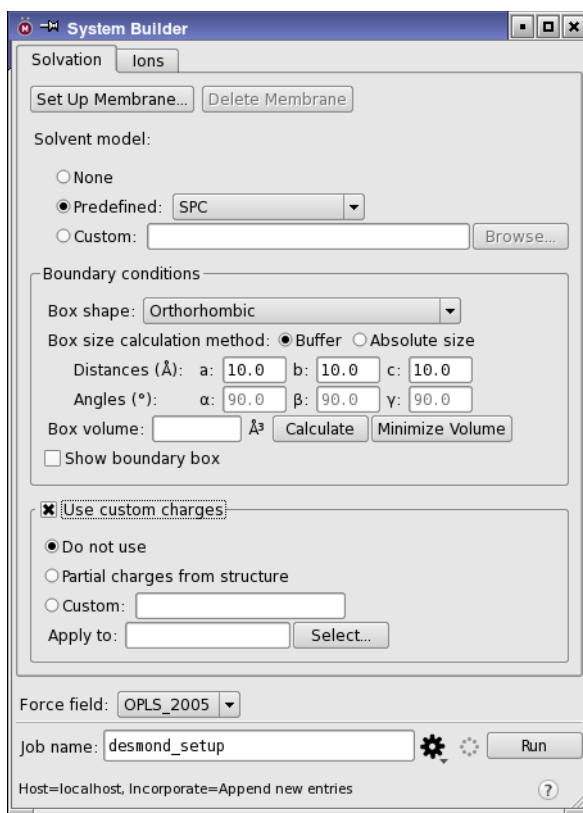 System Builder
Solvation Ions
Set Up Membrane... Delete Membrane
Solvent model:
None
Predefined: SPC
Custom: Browse...
Boundary conditions
Box shape: Orthorhombic
Box size calculation method: Buffer Absolute size
Distances (Å): a: 10.0 b: 10.0 c: 10.0
Angles (°): α: 90.0 β: 90.0 γ: 90.0
Box volume: Å³ Calculate Minimize Volume
Show boundary box
Use custom charges
Do not use
Partial charges from structure
Custom:
Apply to: Select...
Force field: OPLS_2005
Job name: desmond_setup Run
Host=localhost, Incorporate=Append new entries ?